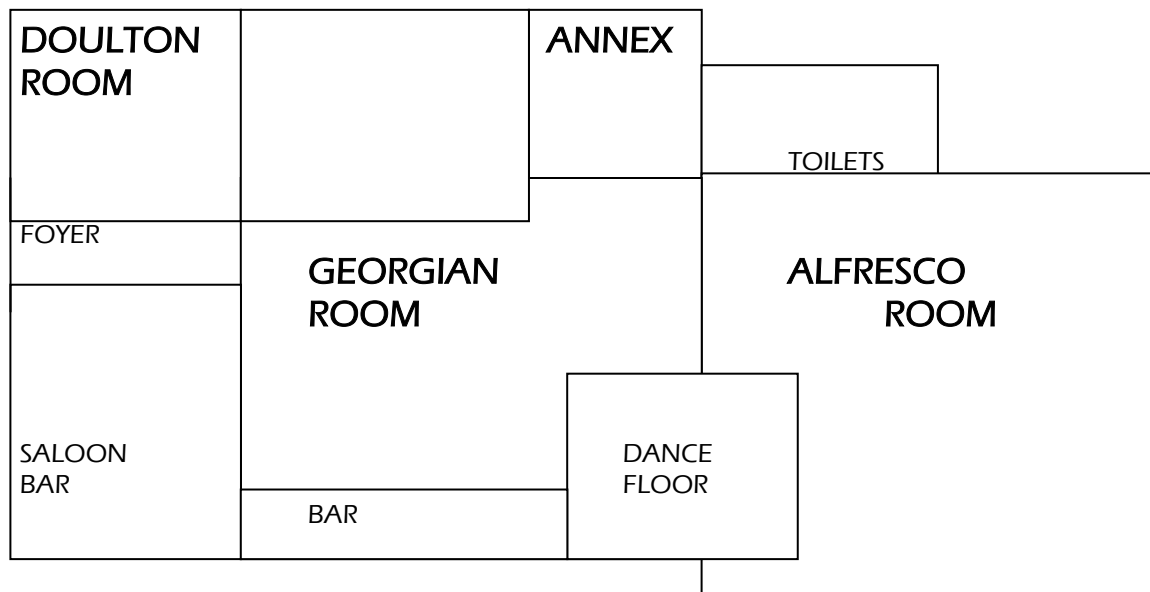 DOULTON
ROOM
ANNEX
TOILETS
FOYER
GEORGIAN
ROOM
ALFRESCO
ROOM
SALOON
BAR
DANCE
FLOOR
BAR